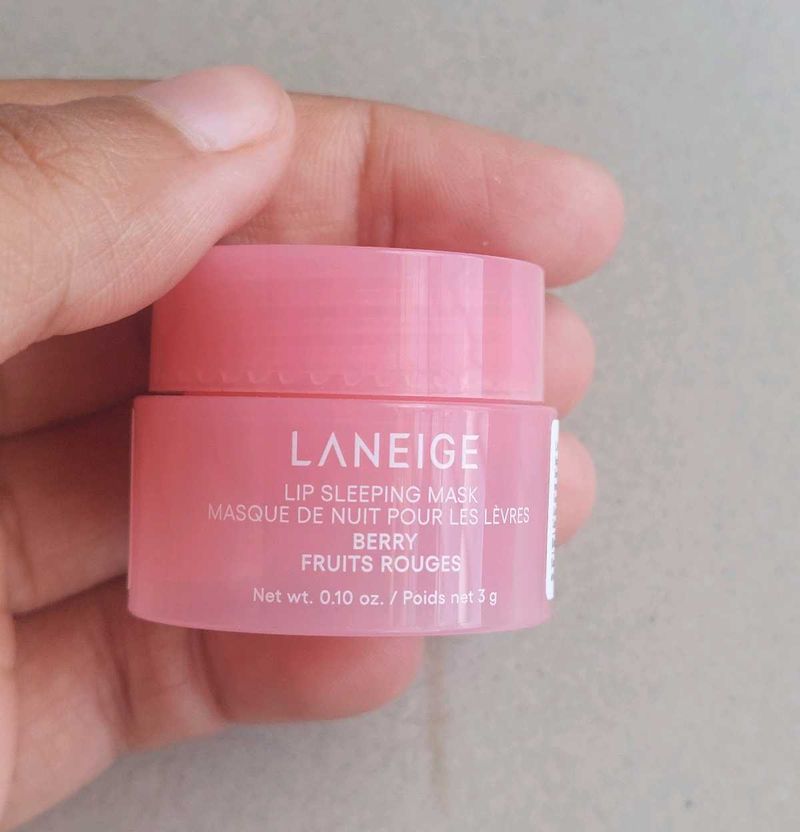 LANEIGE
LIP SLEEPING MASK
MASQUE DE NUIT POUR LES LÈVRES
BERRY
FRUITS ROUGES
Net wt. 0.10 oz. / Poids net 3 g